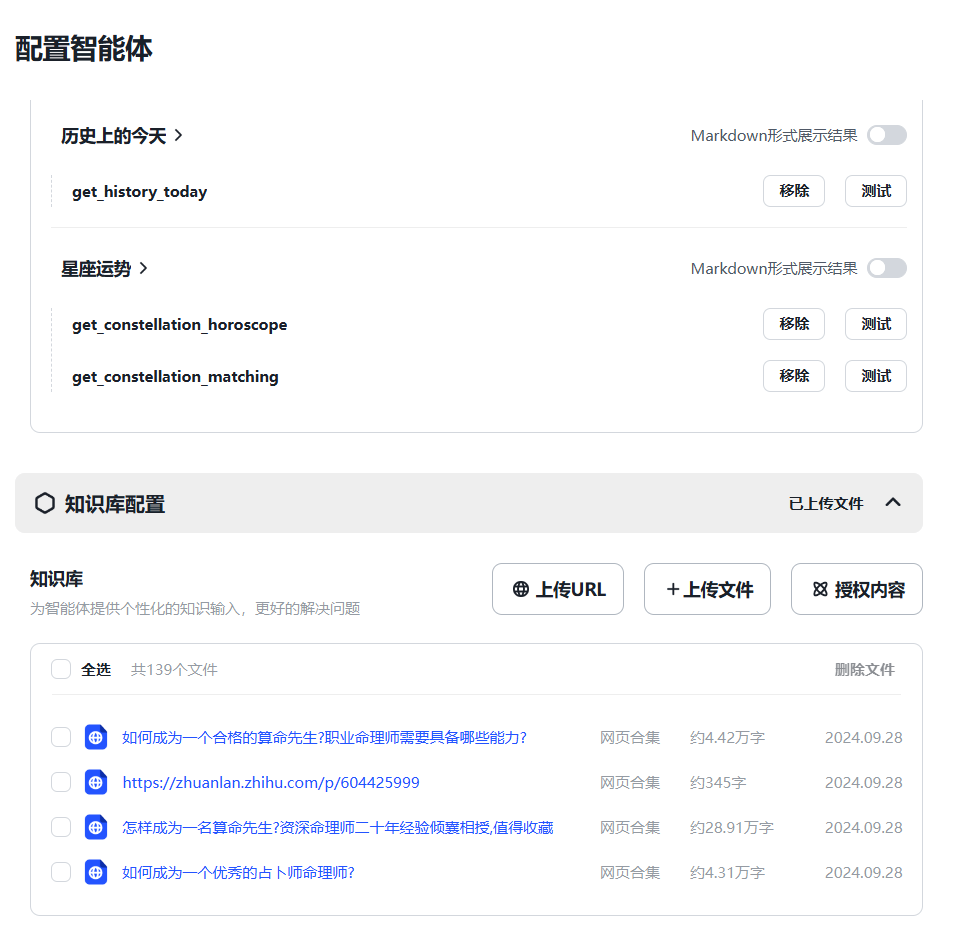 配置智能体
历史上的今天 Markdown形式展示结果
get_history_today 移除 测试
星座运势 Markdown形式展示结果
get_constellation_horoscope 移除 测试
get_constellation_matching 移除 测试
知识库配置 已上传文件
知识库 上传URL +上传文件 授权内容
为智能体提供个性化的知识输入，更好的解决问题
全选 共139个文件 删除文件
如何成为一个合格的算命先生?职业命理师需要具备哪些能力? 网页合集 约4.42万字 2024.09.28
https://zhuanlan.zhihu.com/p/604425999 网页合集 约345字 2024.09.28
怎样成为一名算命先生?资深命理师二十年经验倾囊相授,值得收藏 网页合集 约28.91万字 2024.09.28
如何成为一个优秀的占卜师命理师? 网页合集 约4.31万字 2024.09.28